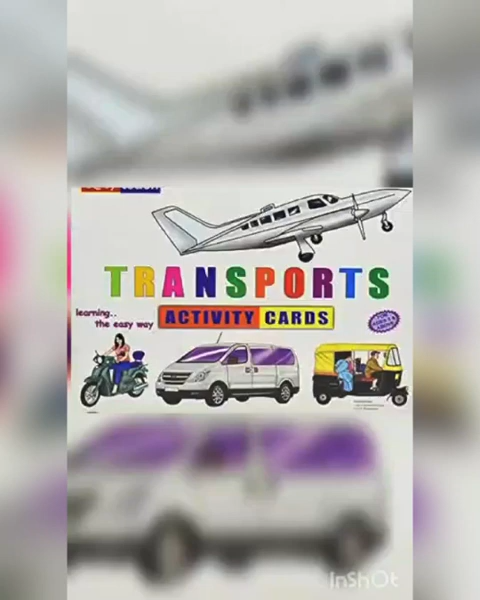 TRANSPORTS
learning..
the easy way
ACTIVITY CARDS
InShOt